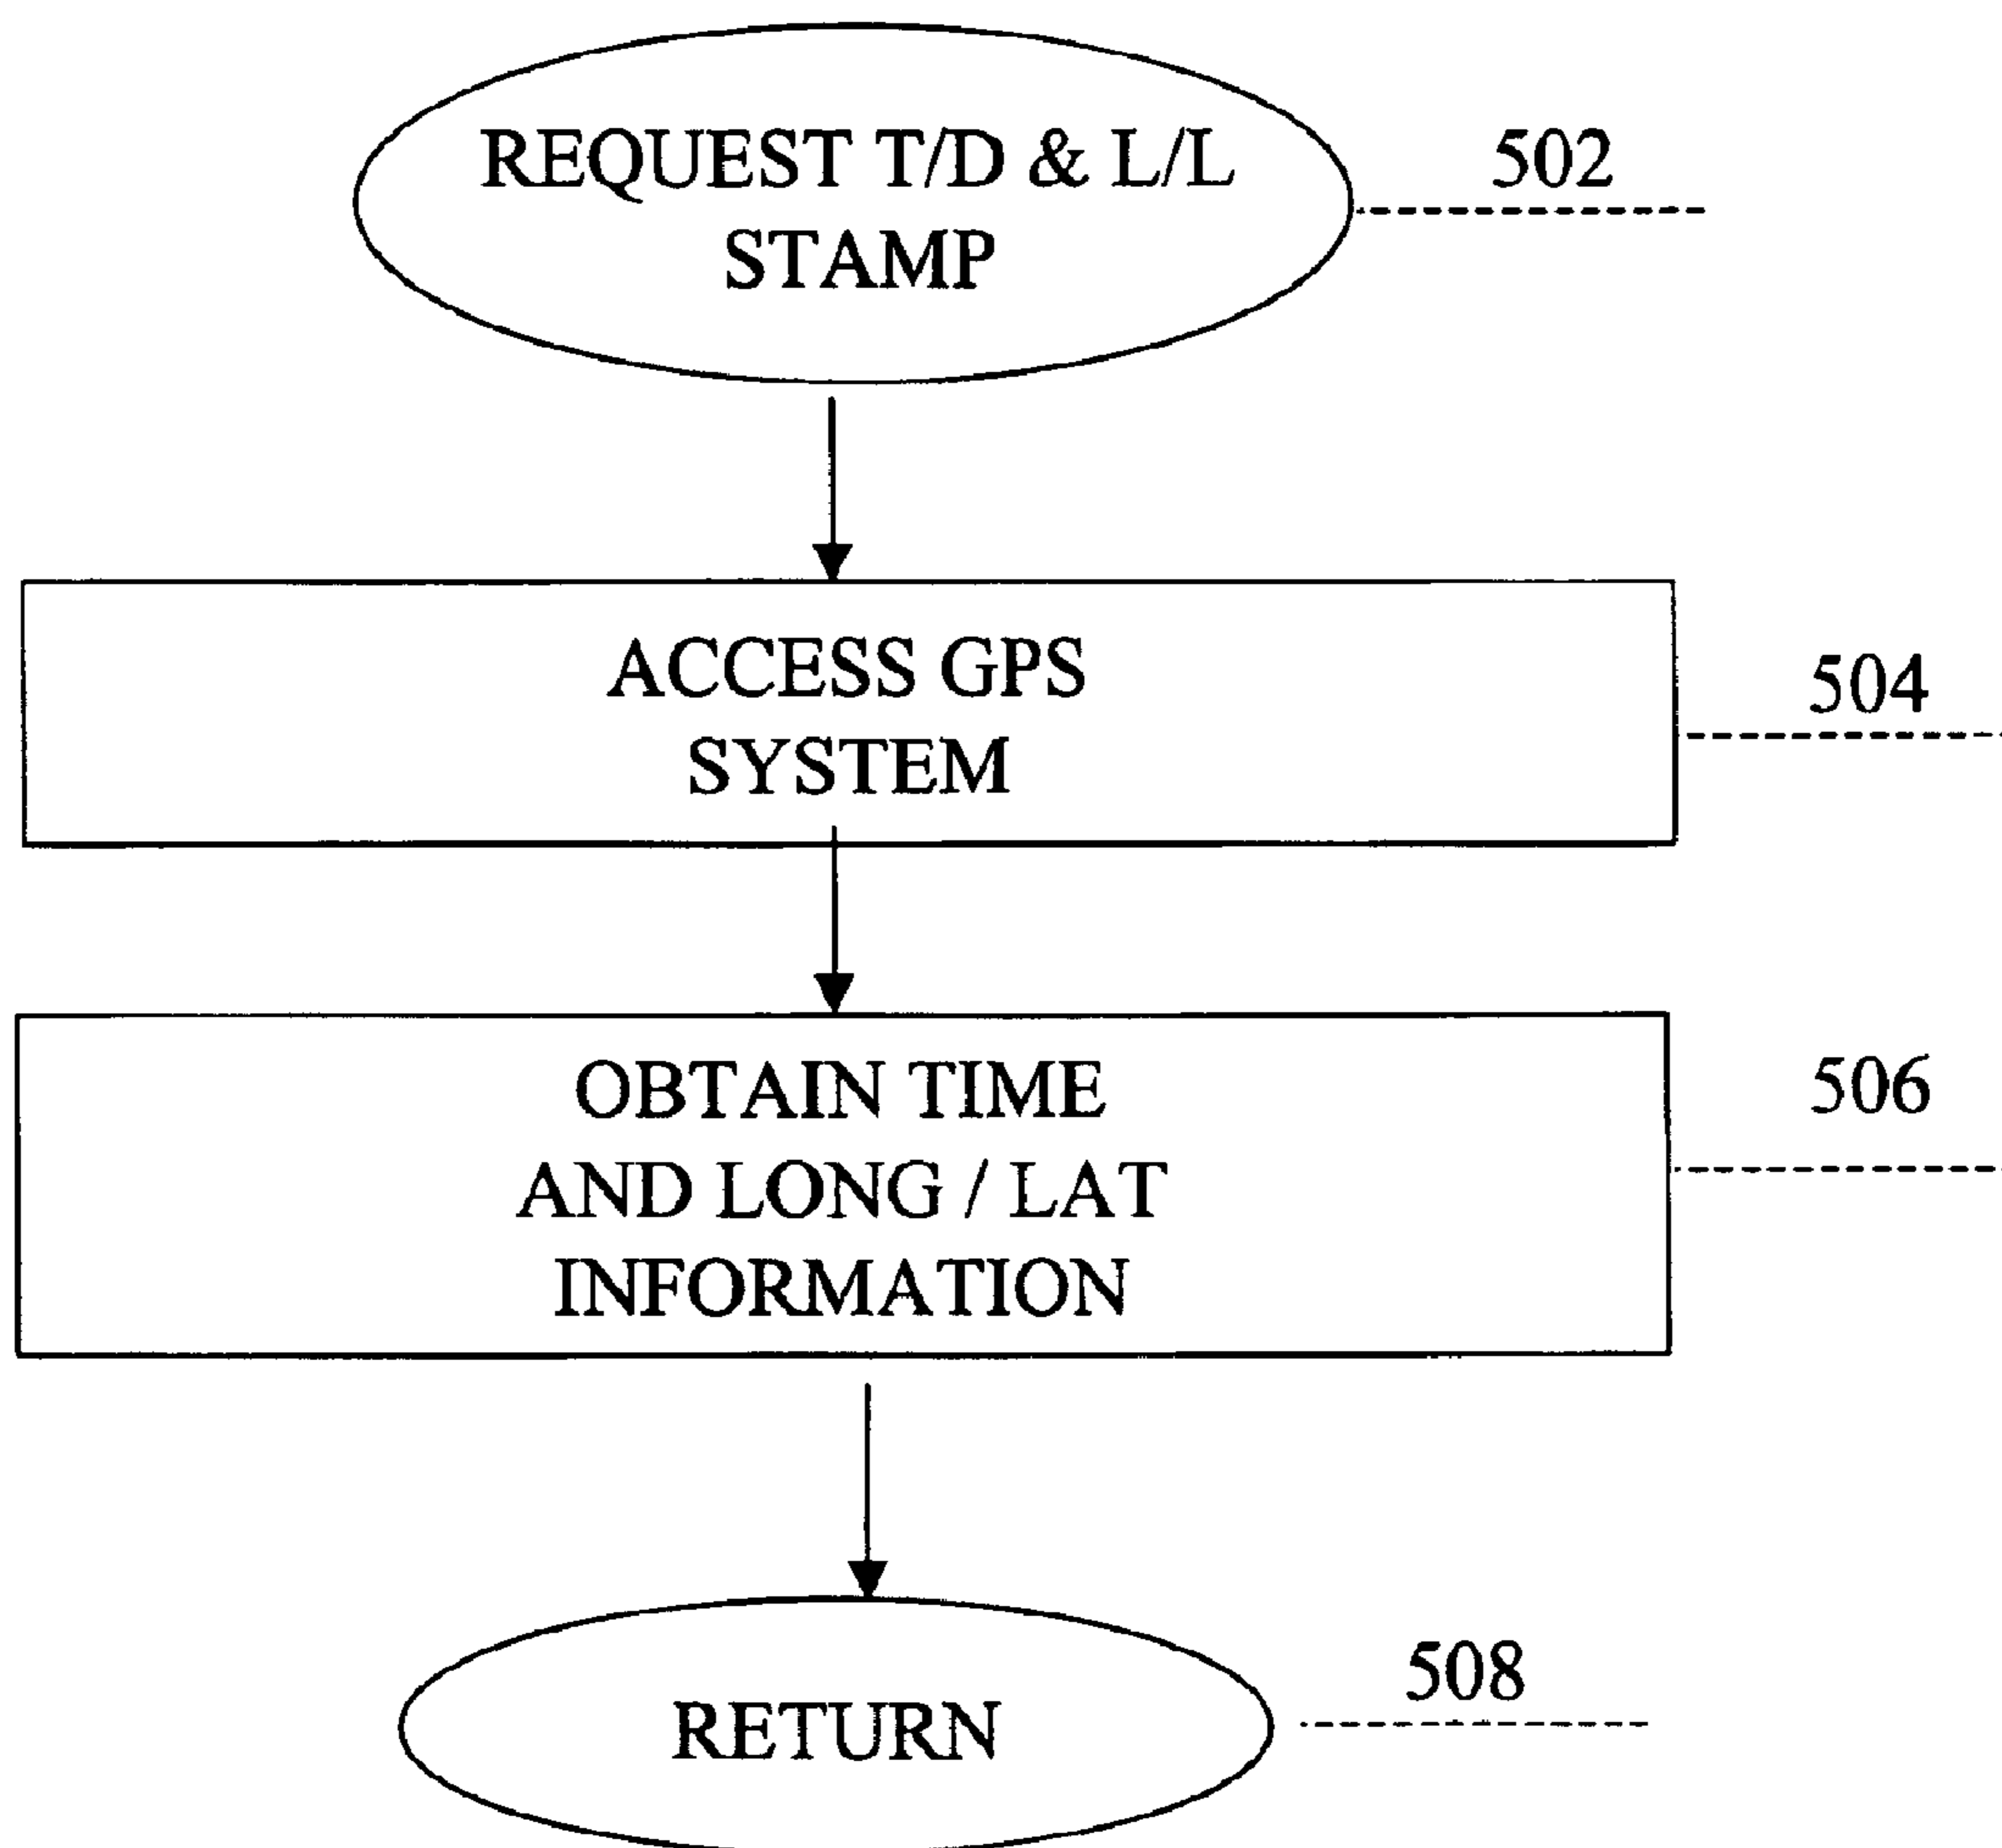 REQUEST T/D & L/L
STAMP
502
ACCESS GPS
SYSTEM
504
OBTAIN TIME
AND LONG / LAT
INFORMATION
506
RETURN
508